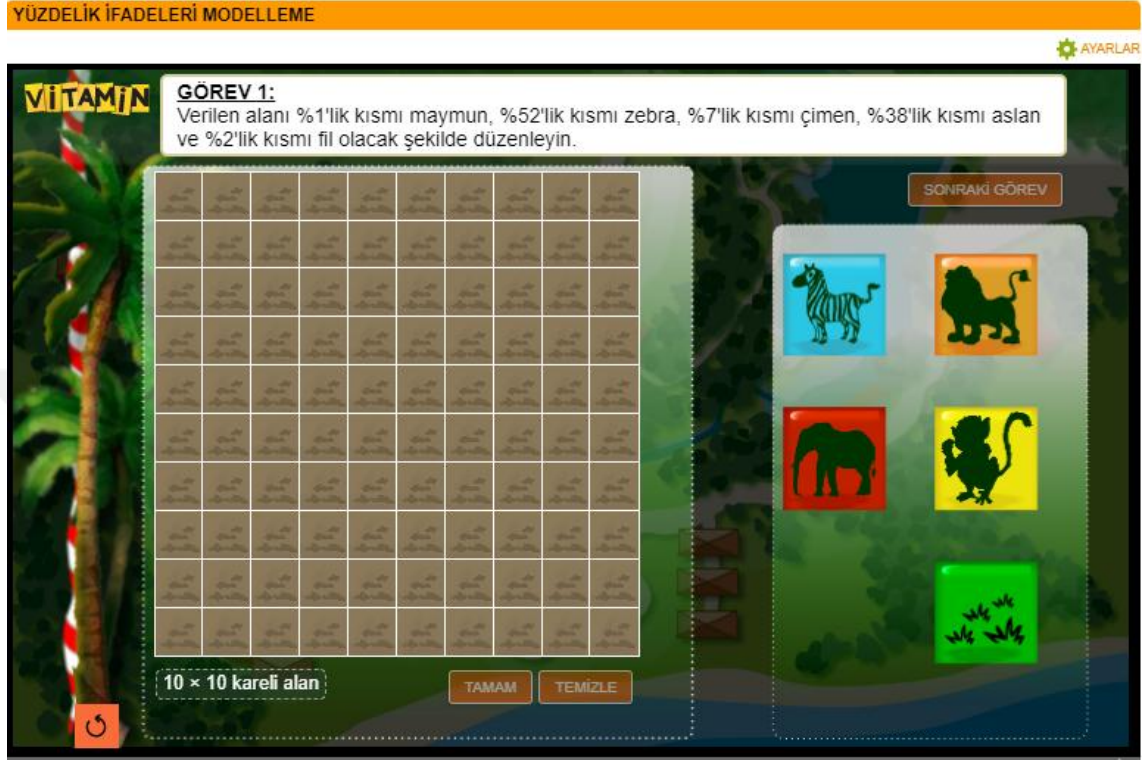 YÜZDELİK İFADELERİ MODELLEME
AYARLAR
VİTAMİN
GÖREV 1:
Verilen alanı %1'lik kısmı maymun, %52'lik kısmı zebra, %7'lik kısmı çimen, %38'lik kısmı aslan
ve %2'lik kısmı fil olacak şekilde düzenleyin.
SONRAKİ GÖREV
10 × 10 kareli alan
TAMAM
TEMİZLE